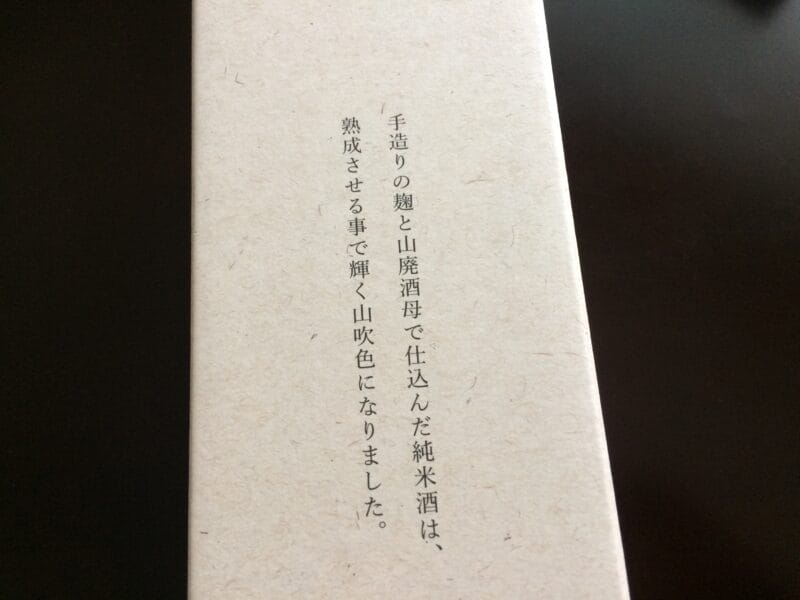 手造りの麹と山廃酒母で仕込んだ純米酒は、
熟成させる事で輝く山吹色になりました。